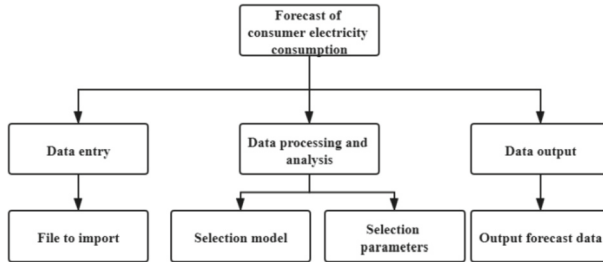 Forecast of
consumer electricity
consumption
Data entry
Data processing and
analysis
Data output
File to import
Selection model
Selection
parameters
Output forecast data